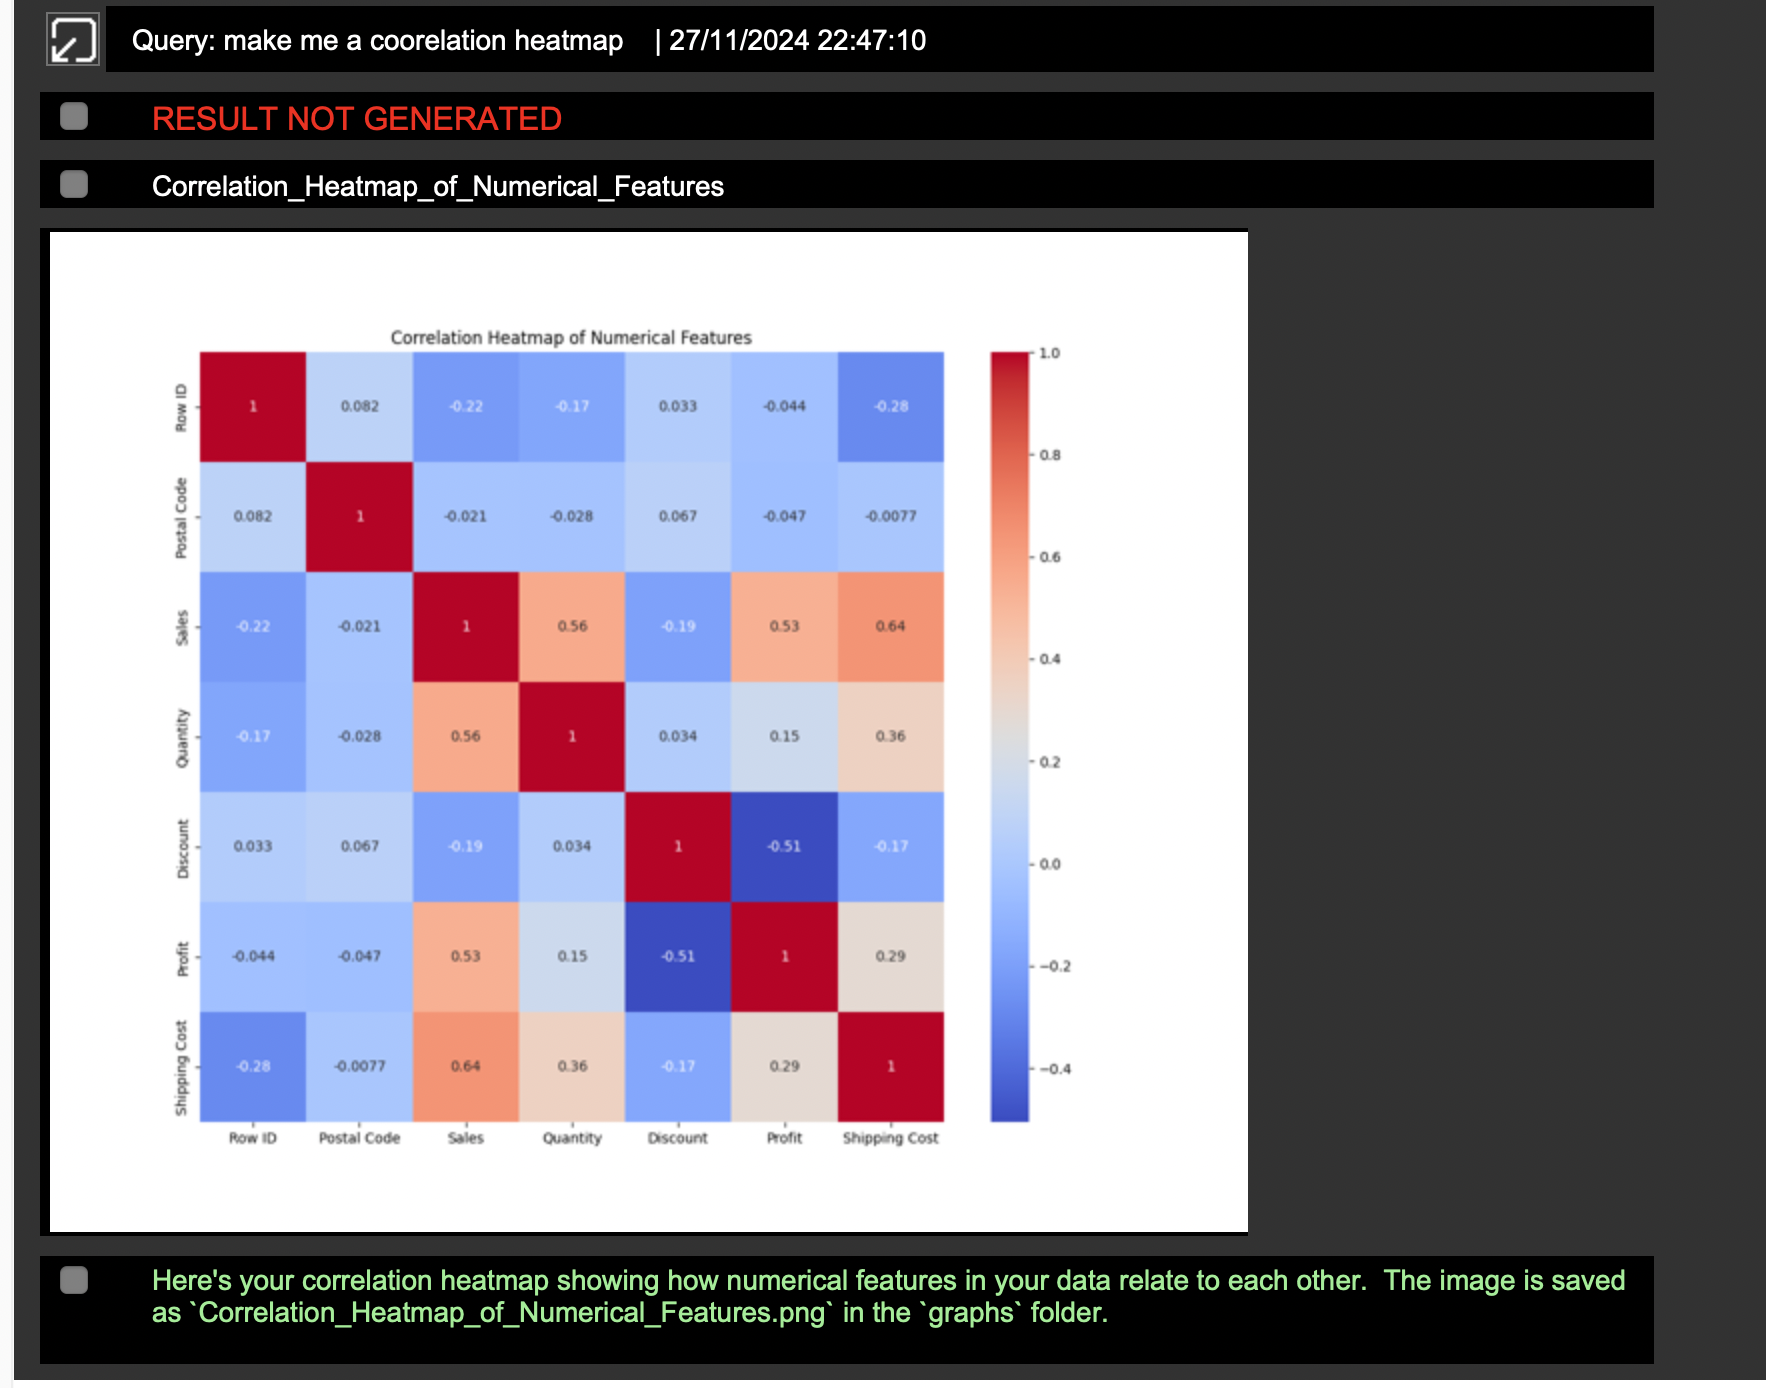 Query: make me a coorelation heatmap | 27/11/2024 22:47:10
RESULT NOT GENERATED
Correlation_Heatmap_of_Numerical_Features
Correlation Heatmap of Numerical Features
Row ID 1 0.082 -0.22 -0.17 0.033 -0.044 -0.28
Postal Code 0.082 1 -0.021 -0.028 0.067 -0.047 -0.0077
Sales -0.22 -0.021 1 0.56 -0.19 0.53 0.64
Quantity -0.17 -0.028 0.56 1 0.034 0.15 0.36
Discount 0.033 0.067 -0.19 0.034 1 -0.51 -0.17
Profit -0.044 -0.047 0.53 0.15 -0.51 1 0.29
Shipping Cost -0.28 -0.0077 0.64 0.36 -0.17 0.29 1
Row ID Postal Code Sales Quantity Discount Profit Shipping Cost
1.0
0.8
0.6
0.4
0.2
0.0
−0.2
−0.4
Here's your correlation heatmap showing how numerical features in your data relate to each other. The image is saved
as `Correlation_Heatmap_of_Numerical_Features.png` in the `graphs` folder.